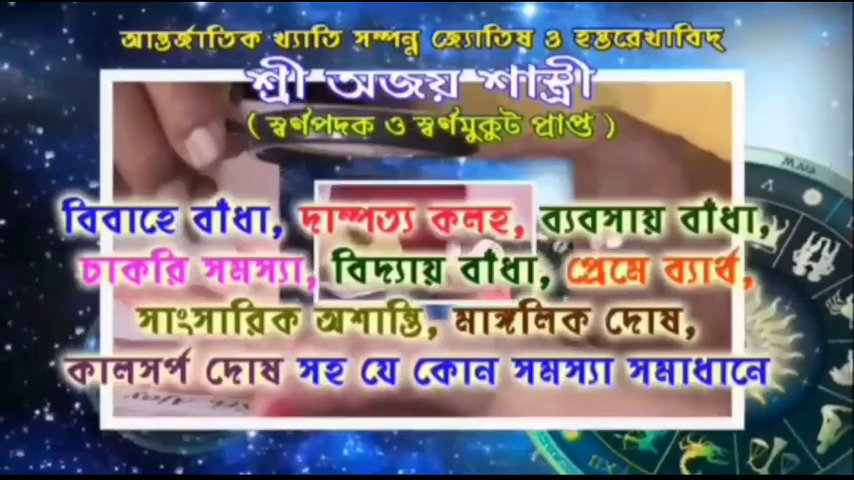 আন্তর্জাতিক খ্যাতি সম্পন্ন জ্যোতিষ ও হস্তরেখাবিদ্
শ্রী অজয় শাস্ত্রী
( স্বর্ণপদক ও স্বর্ণমুকুট প্রাপ্ত )
বিবাহে বাঁধা, দাম্পত্য কলহ, ব্যবসায় বাঁধা,
চাকরি সমস্যা, বিদ্যায় বাঁধা, প্রেমে ব্যার্থ,
সাংসারিক অশান্তি, মাঙ্গলিক দোষ,
কালসর্প দোষ সহ যে কোন সমস্যা সমাধানে